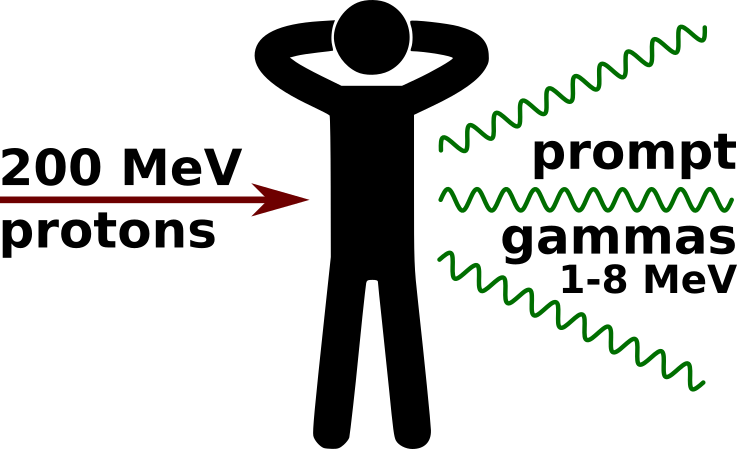 200 MeV
protons
prompt
gammas
1-8 MeV